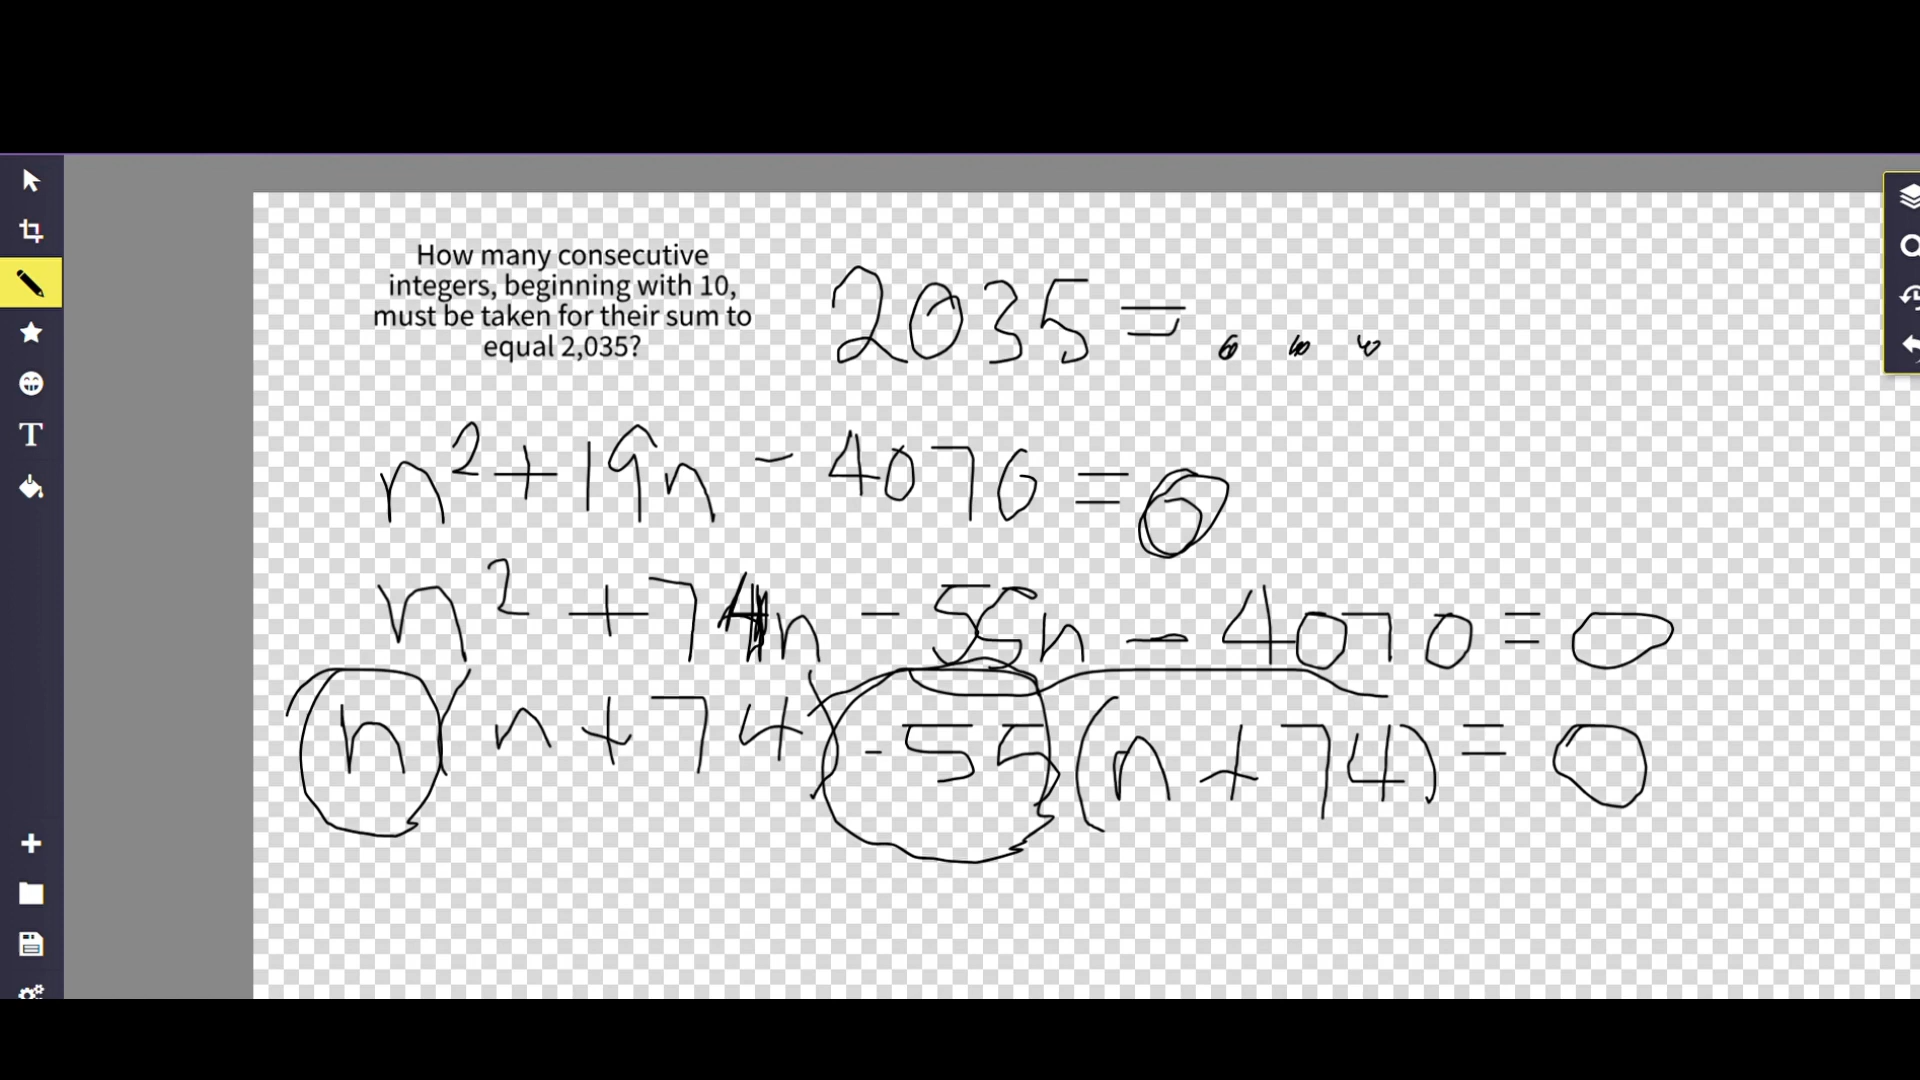 How many consecutive
integers, beginning with 10,
must be taken for their sum to
equal 2,035?
2035 = ...
n² + 19n - 4070 = 0
n² + 74n - 55n - 4070 = 0
n(n + 74) - 55(n + 74) = 0
T